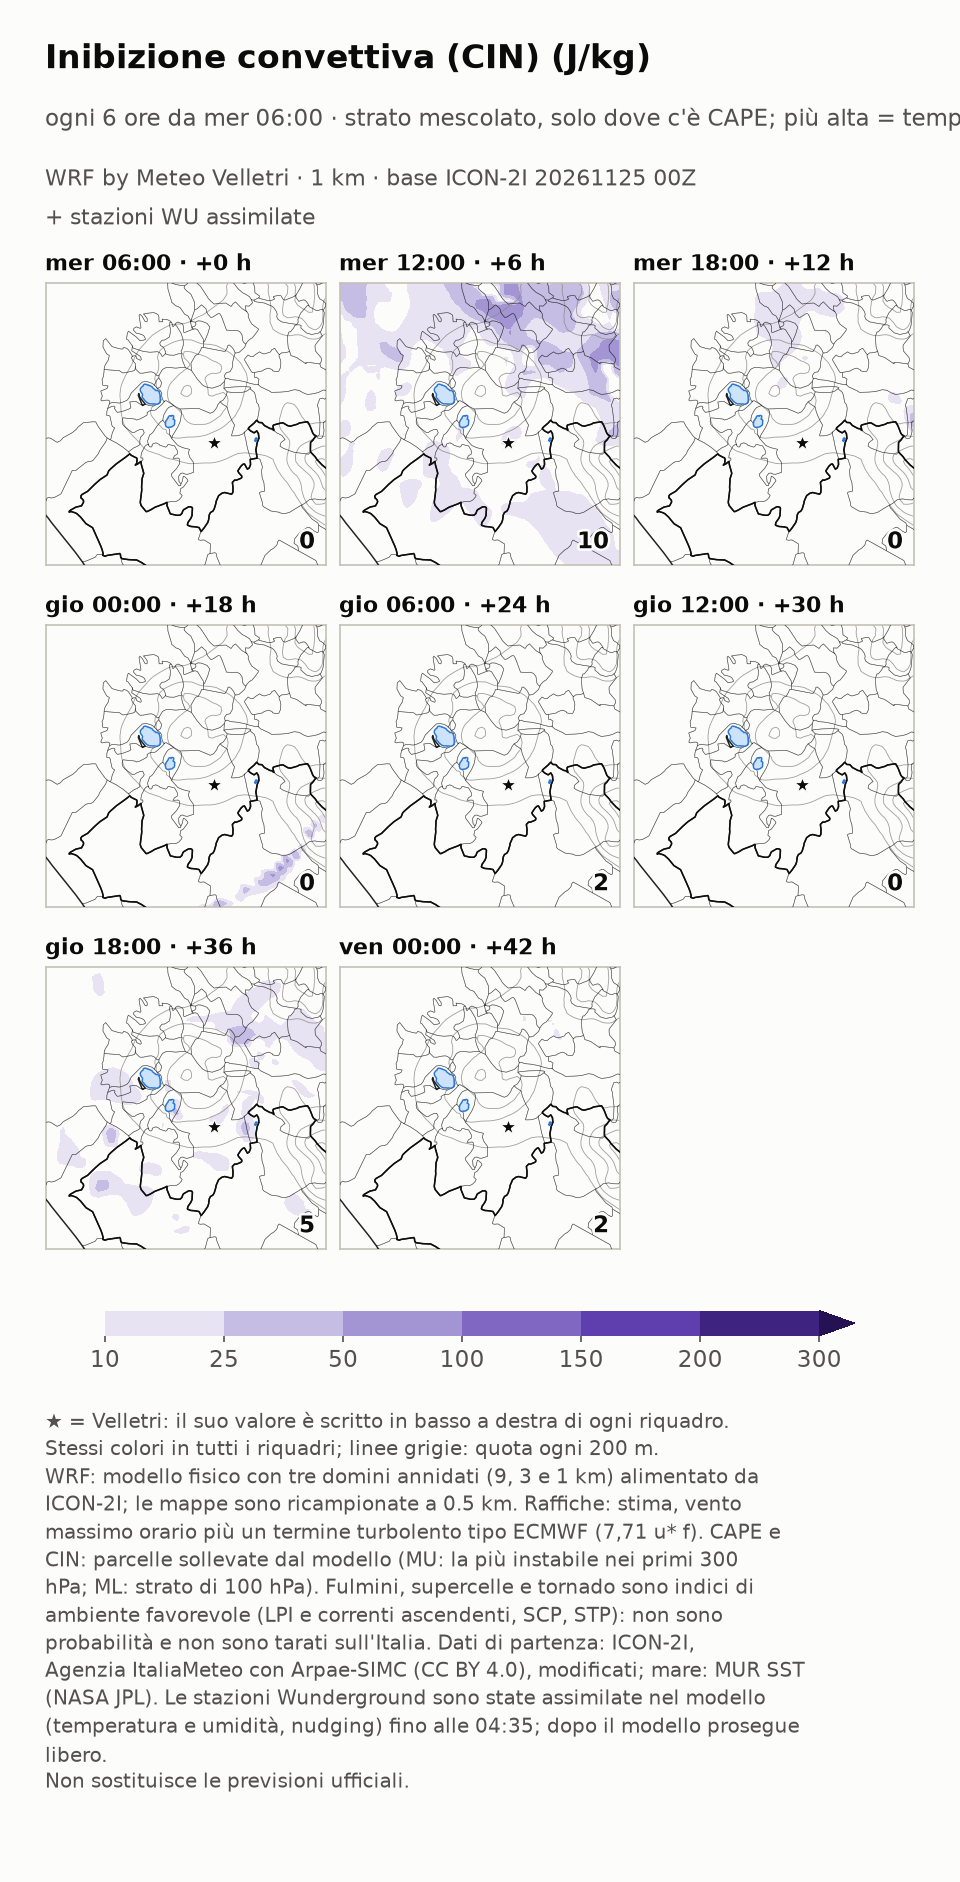 Inibizione convettiva (CIN) (J/kg)
ogni 6 ore da mer 06:00 · strato mescolato, solo dove c'è CAPE; più alta = temp
WRF by Meteo Velletri · 1 km · base ICON-2I 20261125 00Z
+ stazioni WU assimilate
mer 06:00 · +0 h
mer 12:00 · +6 h
mer 18:00 · +12 h
0
10
0
gio 00:00 · +18 h
gio 06:00 · +24 h
gio 12:00 · +30 h
0
2
0
gio 18:00 · +36 h
ven 00:00 · +42 h
5
2
10 25 50 100 150 200 300
★ = Velletri: il suo valore è scritto in basso a destra di ogni riquadro.
Stessi colori in tutti i riquadri; linee grigie: quota ogni 200 m.
WRF: modello fisico con tre domini annidati (9, 3 e 1 km) alimentato da
ICON-2I; le mappe sono ricampionate a 0.5 km. Raffiche: stima, vento
massimo orario più un termine turbolento tipo ECMWF (7,71 u* f). CAPE e
CIN: parcelle sollevate dal modello (MU: la più instabile nei primi 300
hPa; ML: strato di 100 hPa). Fulmini, supercelle e tornado sono indici di
ambiente favorevole (LPI e correnti ascendenti, SCP, STP): non sono
probabilità e non sono tarati sull'Italia. Dati di partenza: ICON-2I,
Agenzia ItaliaMeteo con Arpae-SIMC (CC BY 4.0), modificati; mare: MUR SST
(NASA JPL). Le stazioni Wunderground sono state assimilate nel modello
(temperatura e umidità, nudging) fino alle 04:35; dopo il modello prosegue
libero.
Non sostituisce le previsioni ufficiali.